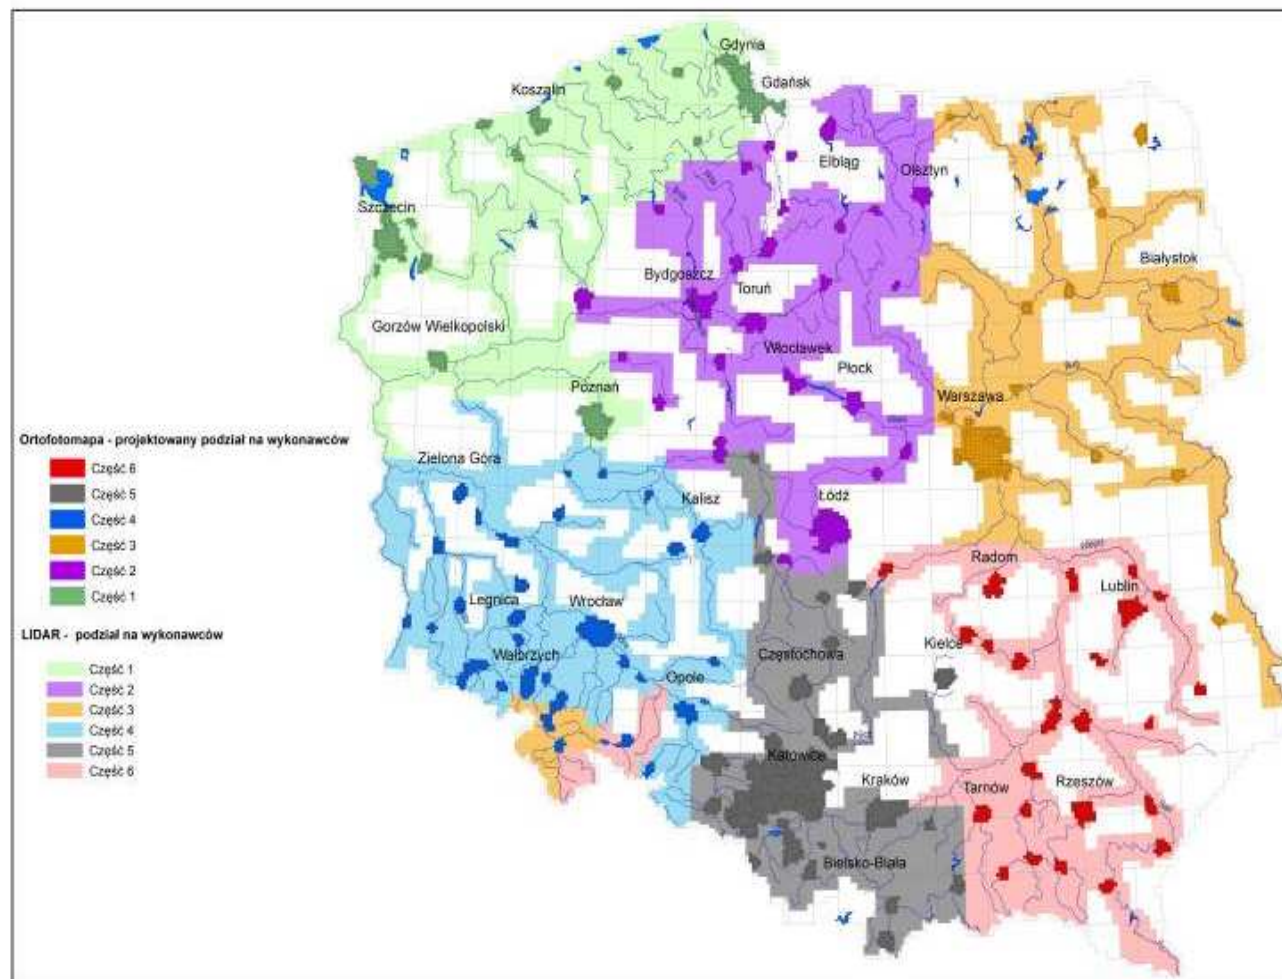 Gdynia
Gdańsk
Koszalin
Elbląg
Olsztyn
Szczecin
Białystok
Bydgoszcz
Toruń
Gorzów Wielkopolski
Włocławek
Płock
Poznań
Warszawa
Ortofotomapa - projektowany podział na wykonawców
Zielona Góra
Część 6
Kalisz
Łódź
Część 5
Część 4
Część 3
Radom
Część 2
Lublin
Część 1
Legnica
Wrocław
LIDAR - podział na wykonawców
Kielce
Wałbrzych
Częstochowa
Część 1
Opole
Część 2
Część 3
Część 4
Część 5
Katowice
Część 6
Kraków
Tarnów
Rzeszów
Bielsko-Biała